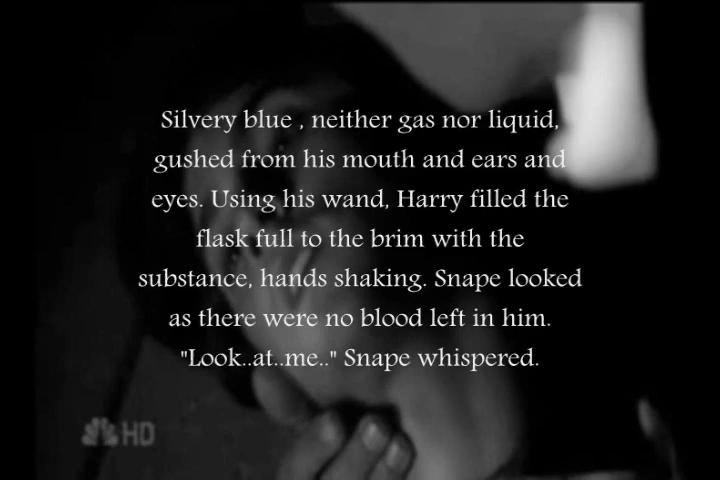 Silvery blue , neither gas nor liquid,
gushed from his mouth and ears and
eyes. Using his wand, Harry filled the
flask full to the brim with the
substance, hands shaking. Snape looked
as there were no blood left in him.
"Look..at..me.." Snape whispered.
HD